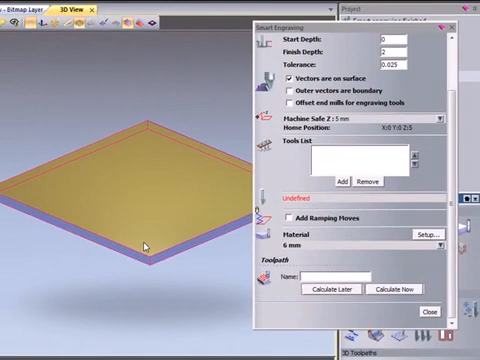 - Bitmap Layer
3D View
Project
Smart Engraving
Start Depth: 0
Finish Depth: 2
Tolerance: 0.025
Vectors are on surface
Outer vectors are boundary
Offset end mills for engraving tools
Machine Safe Z : 5 mm
Home Position: X:0 Y:0 Z:5
Tools List
Add Remove
Undefined
Add Ramping Moves
Material Setup...
6 mm
Toolpath
Name:
Calculate Later Calculate Now
Close
3D Toolpaths